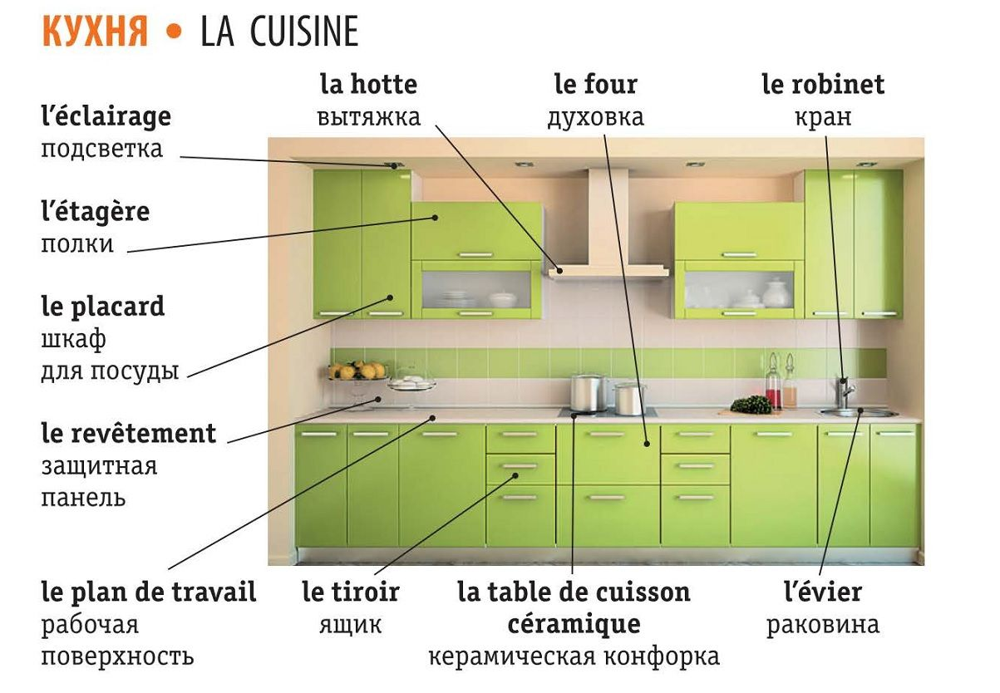 КУХНЯ • LA CUISINE
la hotte
вытяжка
le four
духовка
le robinet
кран
l’éclairage
подсветка
l’étagère
полки
le placard
шкаф
для посуды
le revêtement
защитная
панель
le plan de travail
рабочая
поверхность
le tiroir
ящик
la table de cuisson
céramique
керамическая конфорка
l’évier
раковина